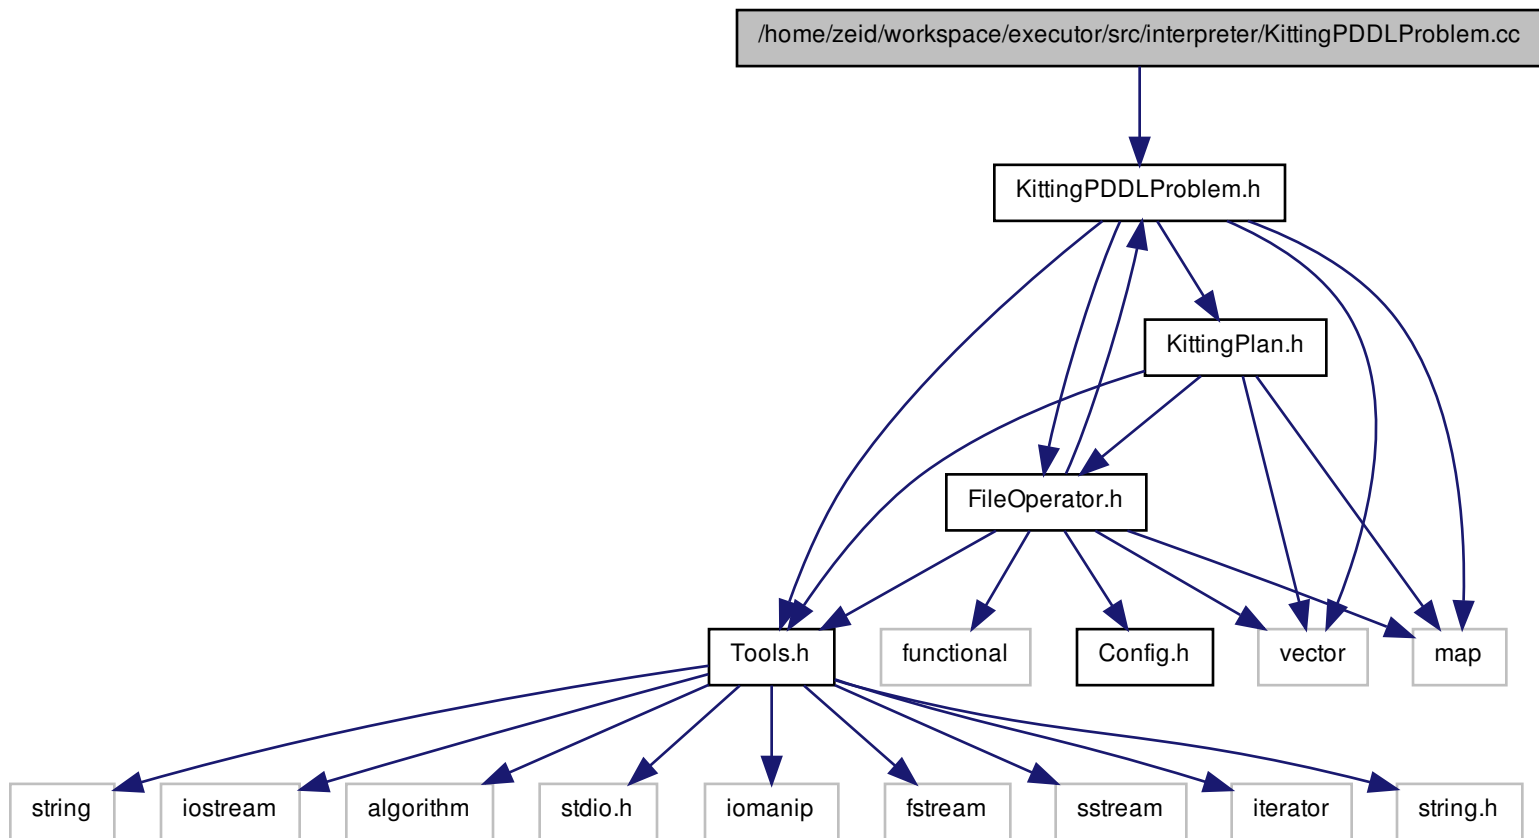 /home/zeid/workspace/executor/src/interpreter/KittingPDDLProblem.cc
KittingPDDLProblem.h
KittingPlan.h
FileOperator.h
Tools.h
functional
Config.h
vector
map
string
iostream
algorithm
stdio.h
iomanip
fstream
sstream
iterator
string.h